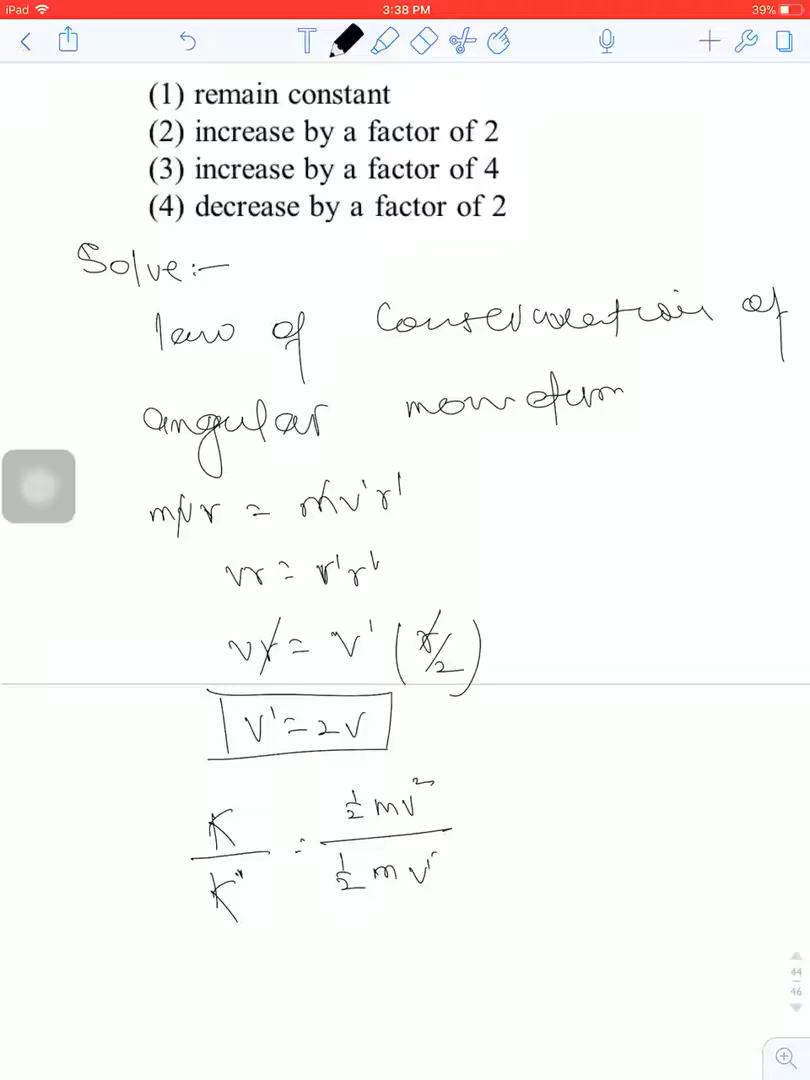 iPad 3:38 PM 39%
T
(1) remain constant
(2) increase by a factor of 2
(3) increase by a factor of 4
(4) decrease by a factor of 2
Solve:-
law of conservation of
angular momentum
mvr = mv'r'
vr = v'r'
vr = v' (r/2)
v' = 2v
K/K' = ½mv²/½mv'
44
46